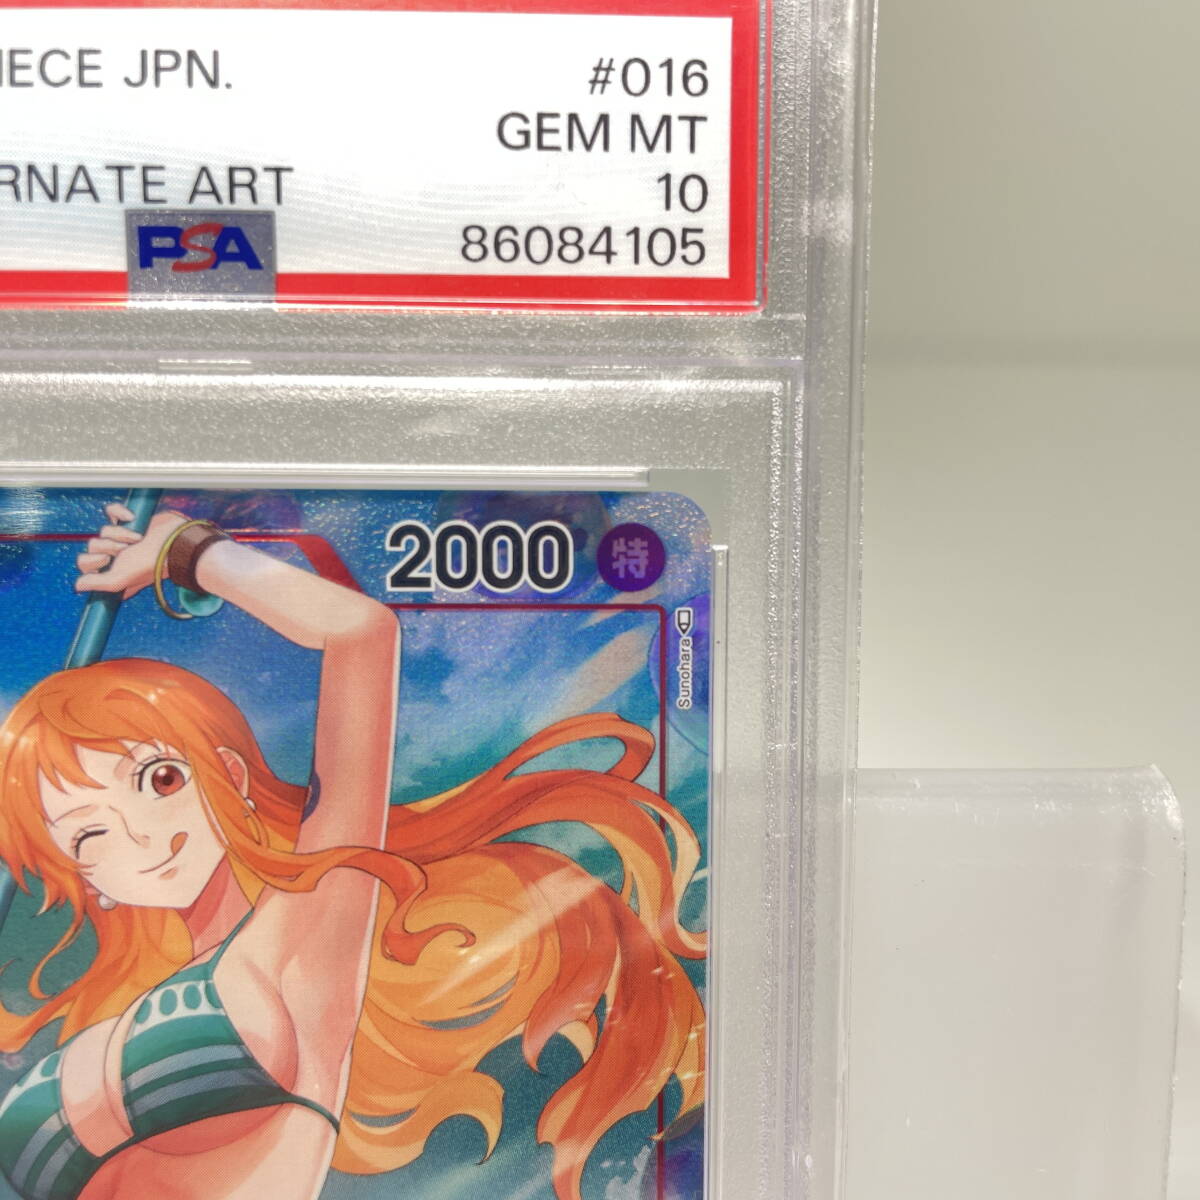 IECE JPN.
#016
GEM MT
RNATE ART
10
PSA
86084105
2000
特
Sunohara